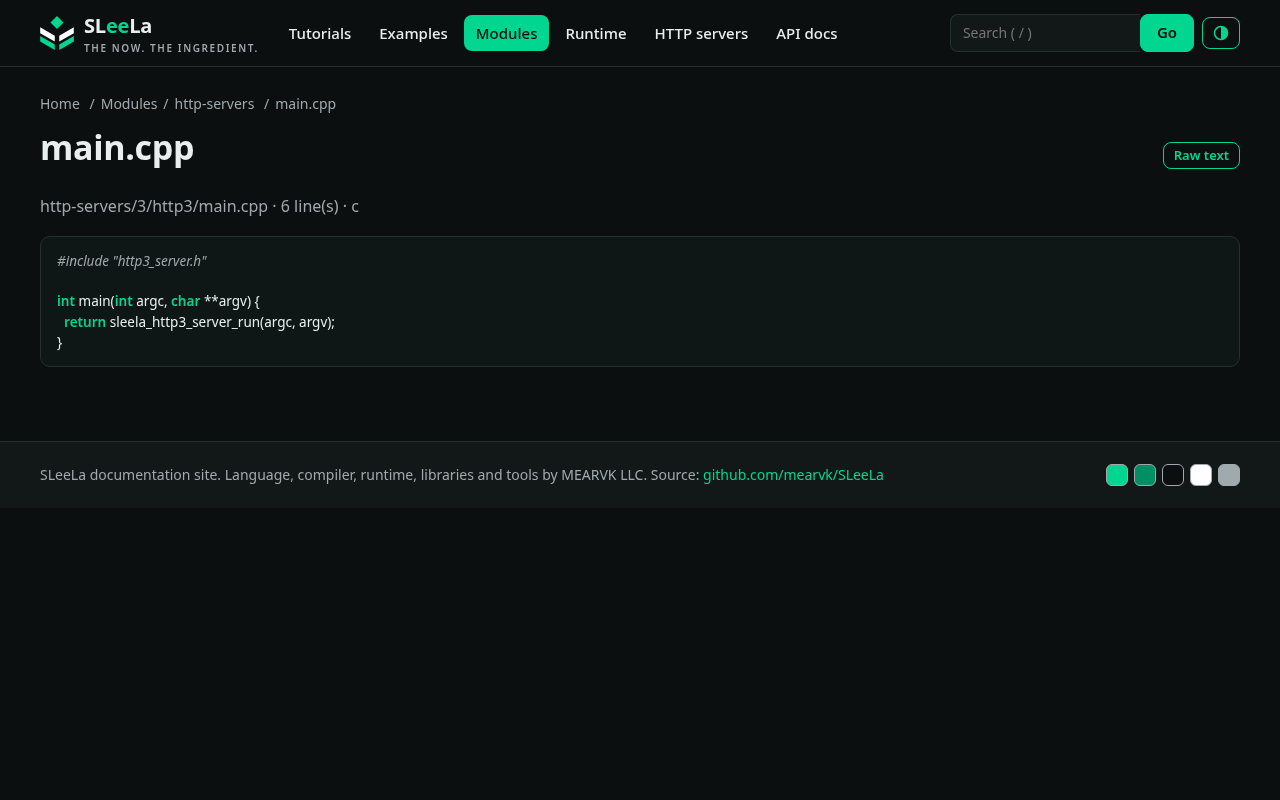 SLeeLa
THE NOW. THE INGREDIENT.
Tutorials Examples Modules Runtime HTTP servers API docs
Search ( / ) Go
Home / Modules / http-servers / main.cpp
main.cpp
Raw text
http-servers/3/http3/main.cpp · 6 line(s) · c
#include "http3_server.h"
int main(int argc, char **argv) {
return sleela_http3_server_run(argc, argv);
}
SLeeLa documentation site. Language, compiler, runtime, libraries and tools by MEARVK LLC. Source: github.com/mearvk/SLeeLa